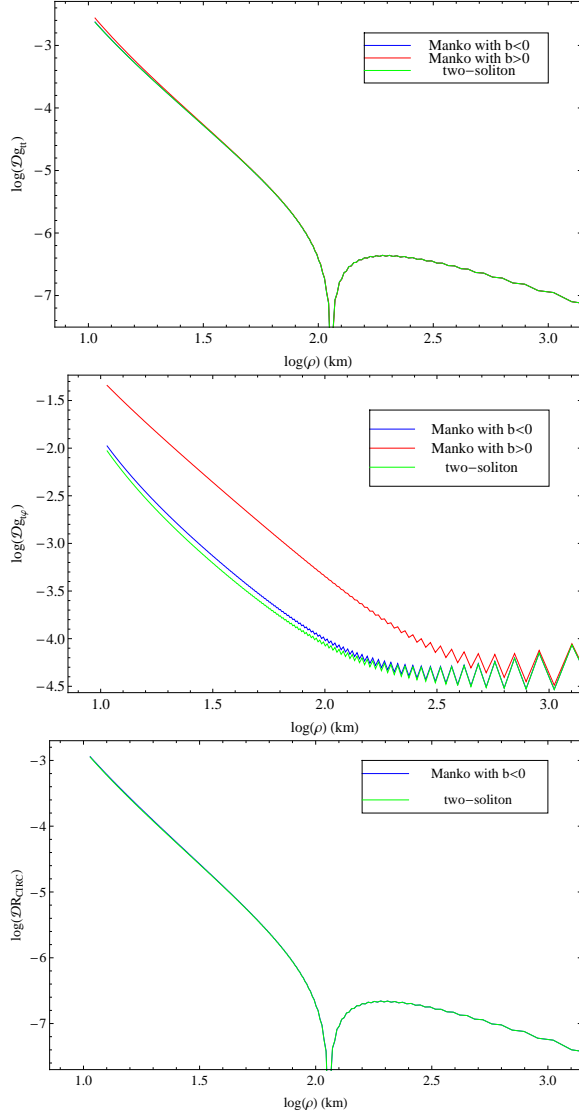 Manko with b<0
Manko with b>0
two−soliton
−3
−4
−5
−6
−7
log(𝒟g_tt)
1.0 1.5 2.0 2.5 3.0
log(ρ) (km)
Manko with b<0
Manko with b>0
two−soliton
−1.5
−2.0
−2.5
−3.0
−3.5
−4.0
−4.5
log(𝒟g_tφ)
1.0 1.5 2.0 2.5 3.0
log(ρ) (km)
Manko with b<0
two−soliton
−3
−4
−5
−6
−7
log(𝒟R_CIRC)
1.0 1.5 2.0 2.5 3.0
log(ρ) (km)